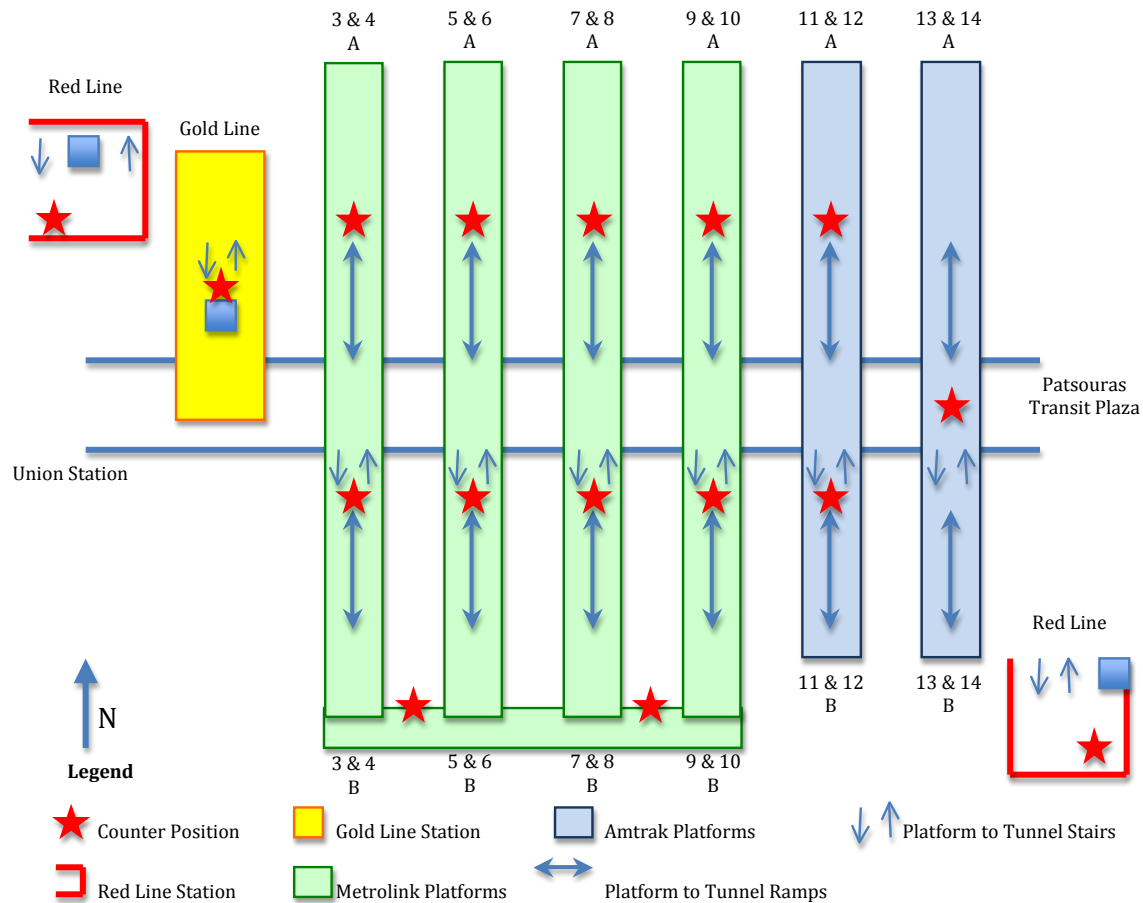 3 & 4
A
5 & 6
A
7 & 8
A
9 & 10
A
11 & 12
A
13 & 14
A
Red Line
Gold Line
Patsouras
Transit Plaza
Union Station
Red Line
11 & 12
B
13 & 14
B
N
3 & 4
B
5 & 6
B
7 & 8
B
9 & 10
B
Legend
Counter Position
Gold Line Station
Amtrak Platforms
Platform to Tunnel Stairs
Red Line Station
Metrolink Platforms
Platform to Tunnel Ramps